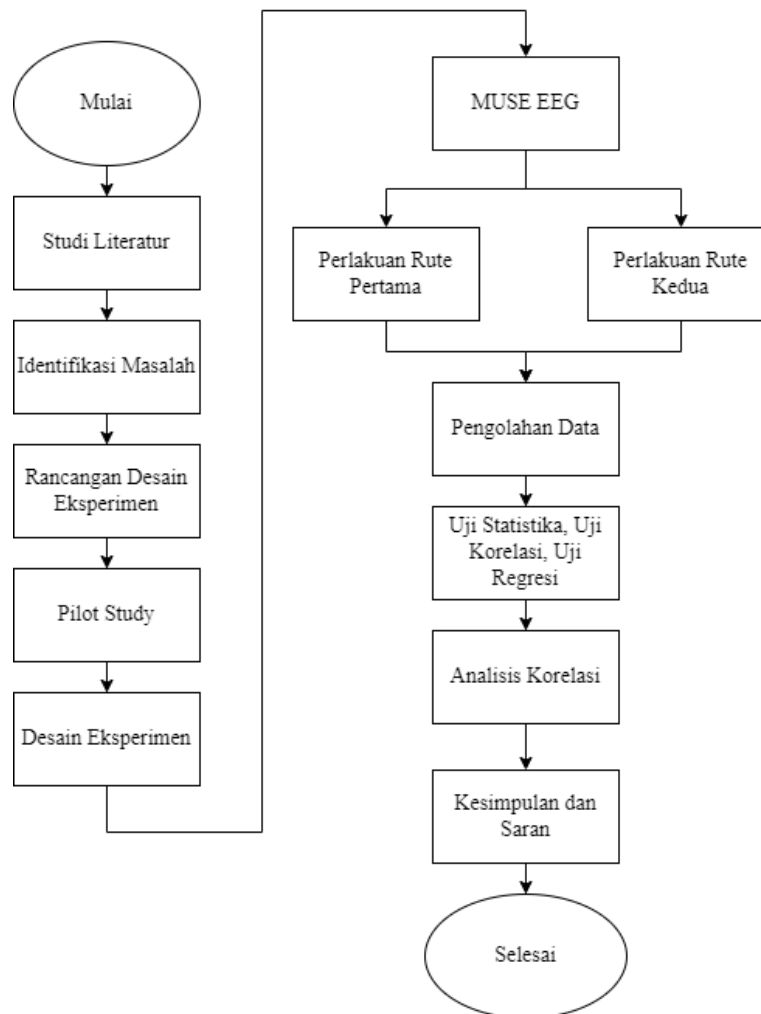 Mulai
Studi Literatur
Identifikasi Masalah
Rancangan Desain
Eksperimen
Pilot Study
Desain Eksperimen
MUSE EEG
Perlakuan Rute
Pertama
Perlakuan Rute
Kedua
Pengolahan Data
Uji Statistika, Uji
Korelasi, Uji
Regresi
Analisis Korelasi
Kesimpulan dan
Saran
Selesai